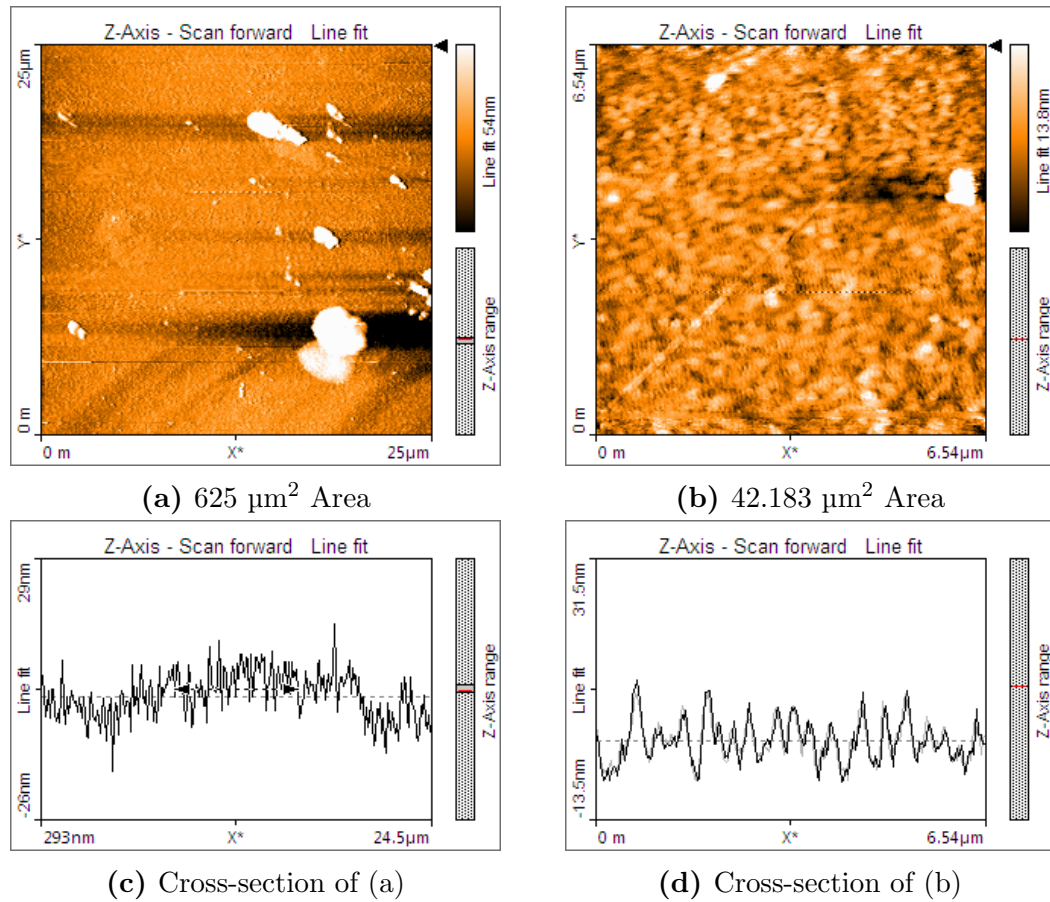 Z-Axis - Scan forward Line fit
25µm
Y*
0 m
0 m
X*
25µm
Line fit 54nm
Z-Axis range
(a) 625 µm² Area
Z-Axis - Scan forward Line fit
6.54µm
Y*
0 m
0 m
X*
6.54µm
Line fit 13.8nm
Z-Axis range
(b) 42.183 µm² Area
Z-Axis - Scan forward Line fit
29nm
Line fit
-26nm
293nm
X*
24.5µm
Z-Axis range
(c) Cross-section of (a)
Z-Axis - Scan forward Line fit
31.5nm
Line fit
-13.5nm
0 m
X*
6.54µm
Z-Axis range
(d) Cross-section of (b)